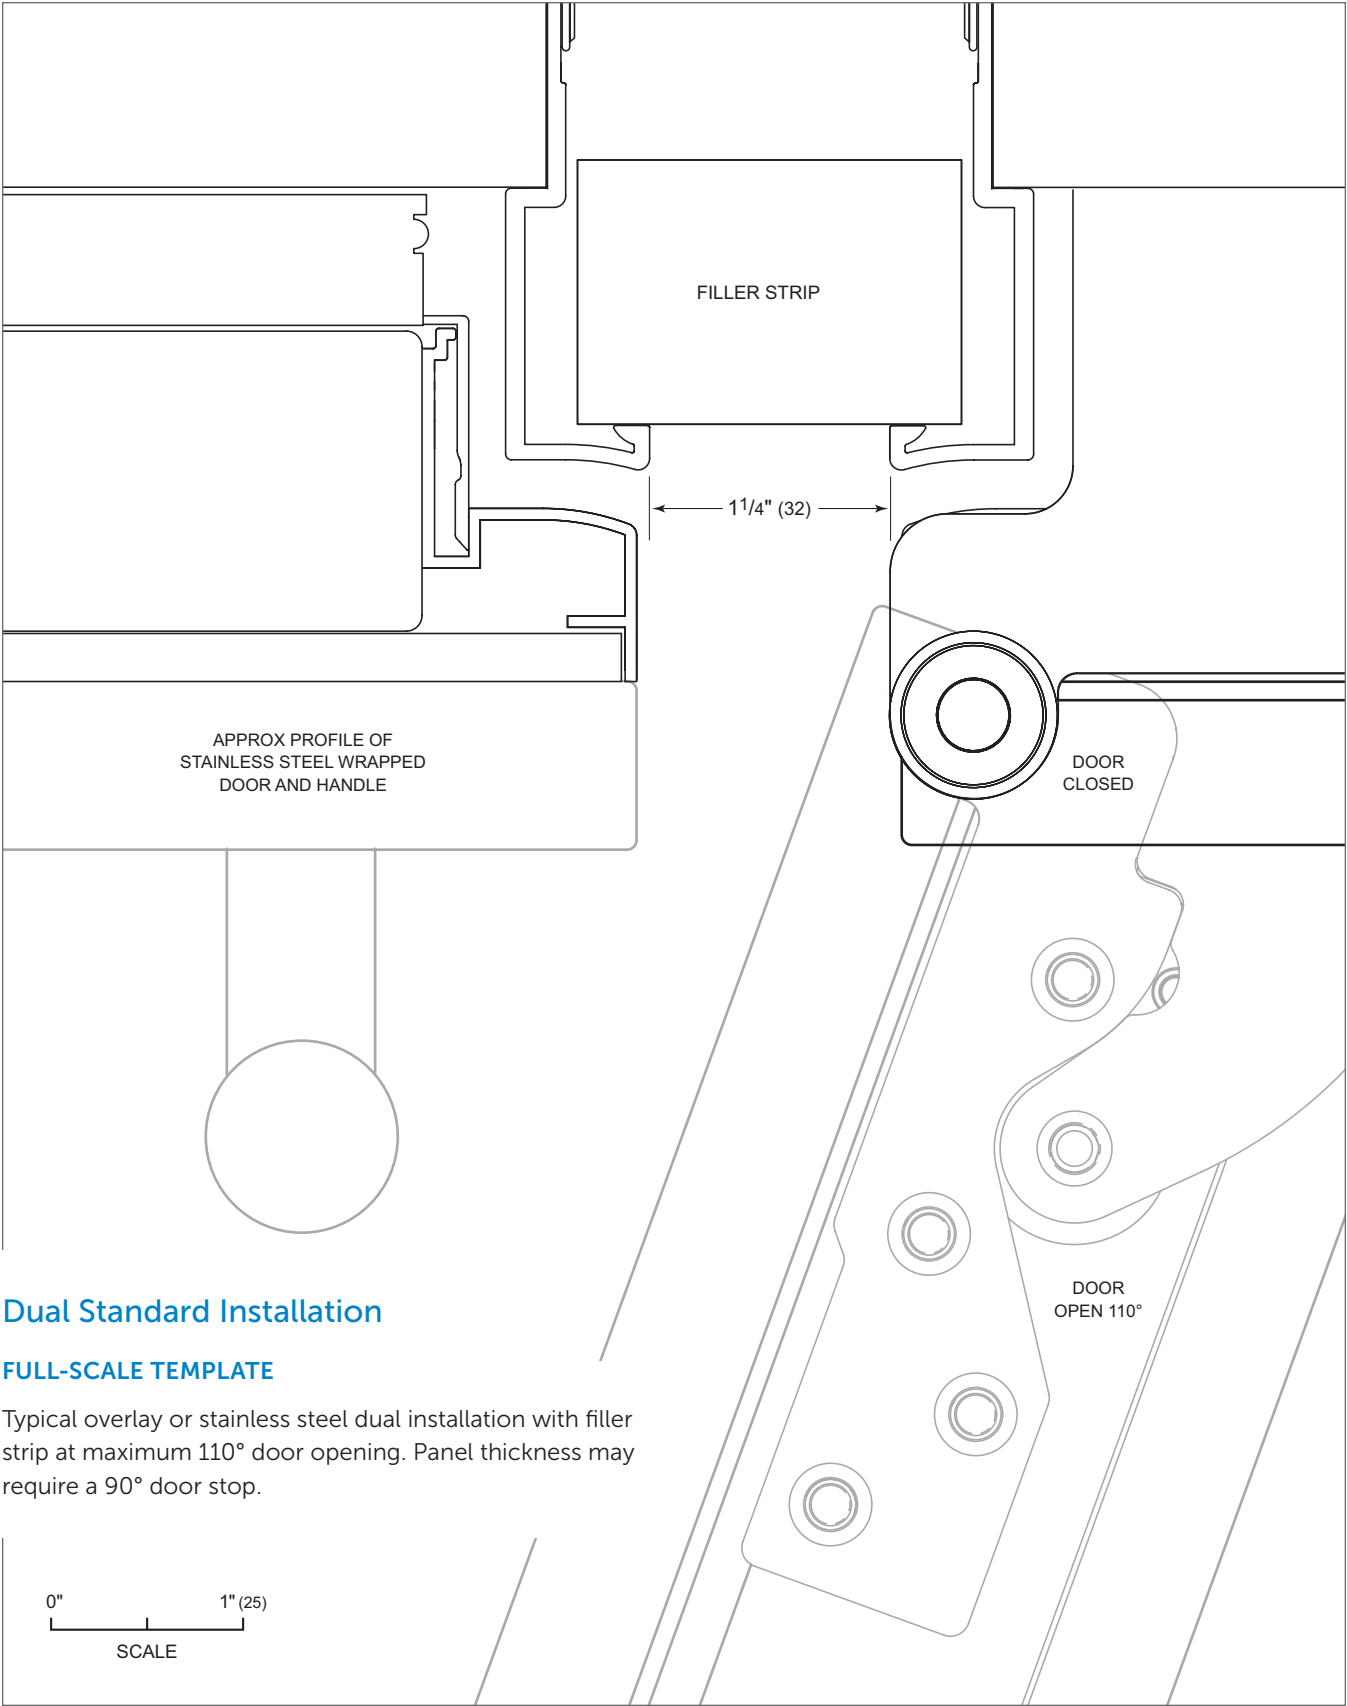 FILLER STRIP
1 1/4" (32)
APPROX PROFILE OF
STAINLESS STEEL WRAPPED
DOOR AND HANDLE
DOOR
CLOSED
DOOR
OPEN 110°
Dual Standard Installation
FULL-SCALE TEMPLATE
Typical overlay or stainless steel dual installation with filler
strip at maximum 110° door opening. Panel thickness may
require a 90° door stop.
0" 1" (25)
SCALE